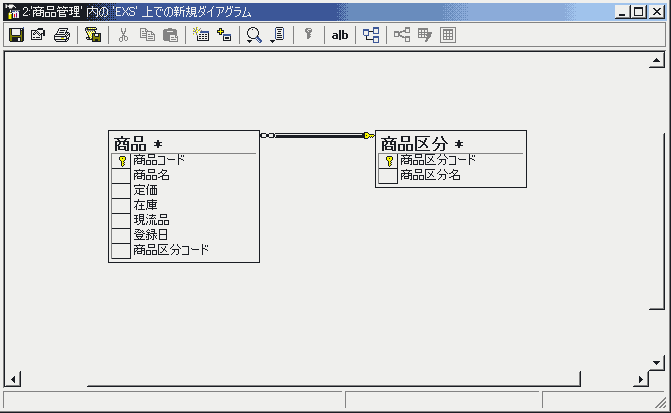 2:'商品管理' 内の 'EXS' 上での新規ダイアグラム
a|b
商品 *
商品コード
商品名
定価
在庫
現流品
登録日
商品区分コード
商品区分 *
商品区分コード
商品区分名